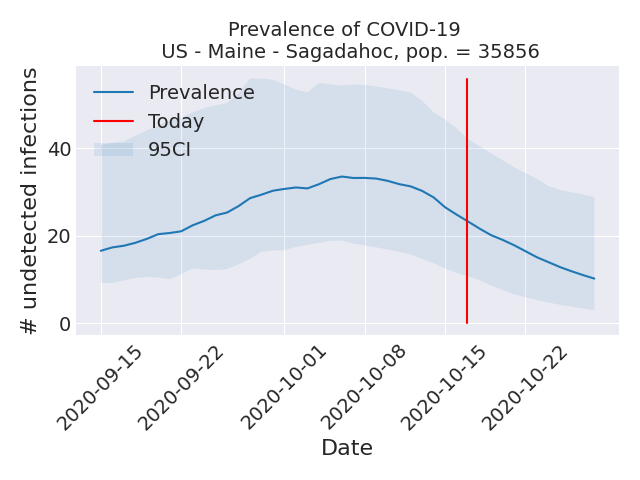 Prevalence of COVID-19
US - Maine - Sagadahoc, pop. = 35856
Prevalence
Today
95CI
# undetected infections
40
20
0
2020-09-15
2020-09-22
2020-10-01
2020-10-08
2020-10-15
2020-10-22
Date